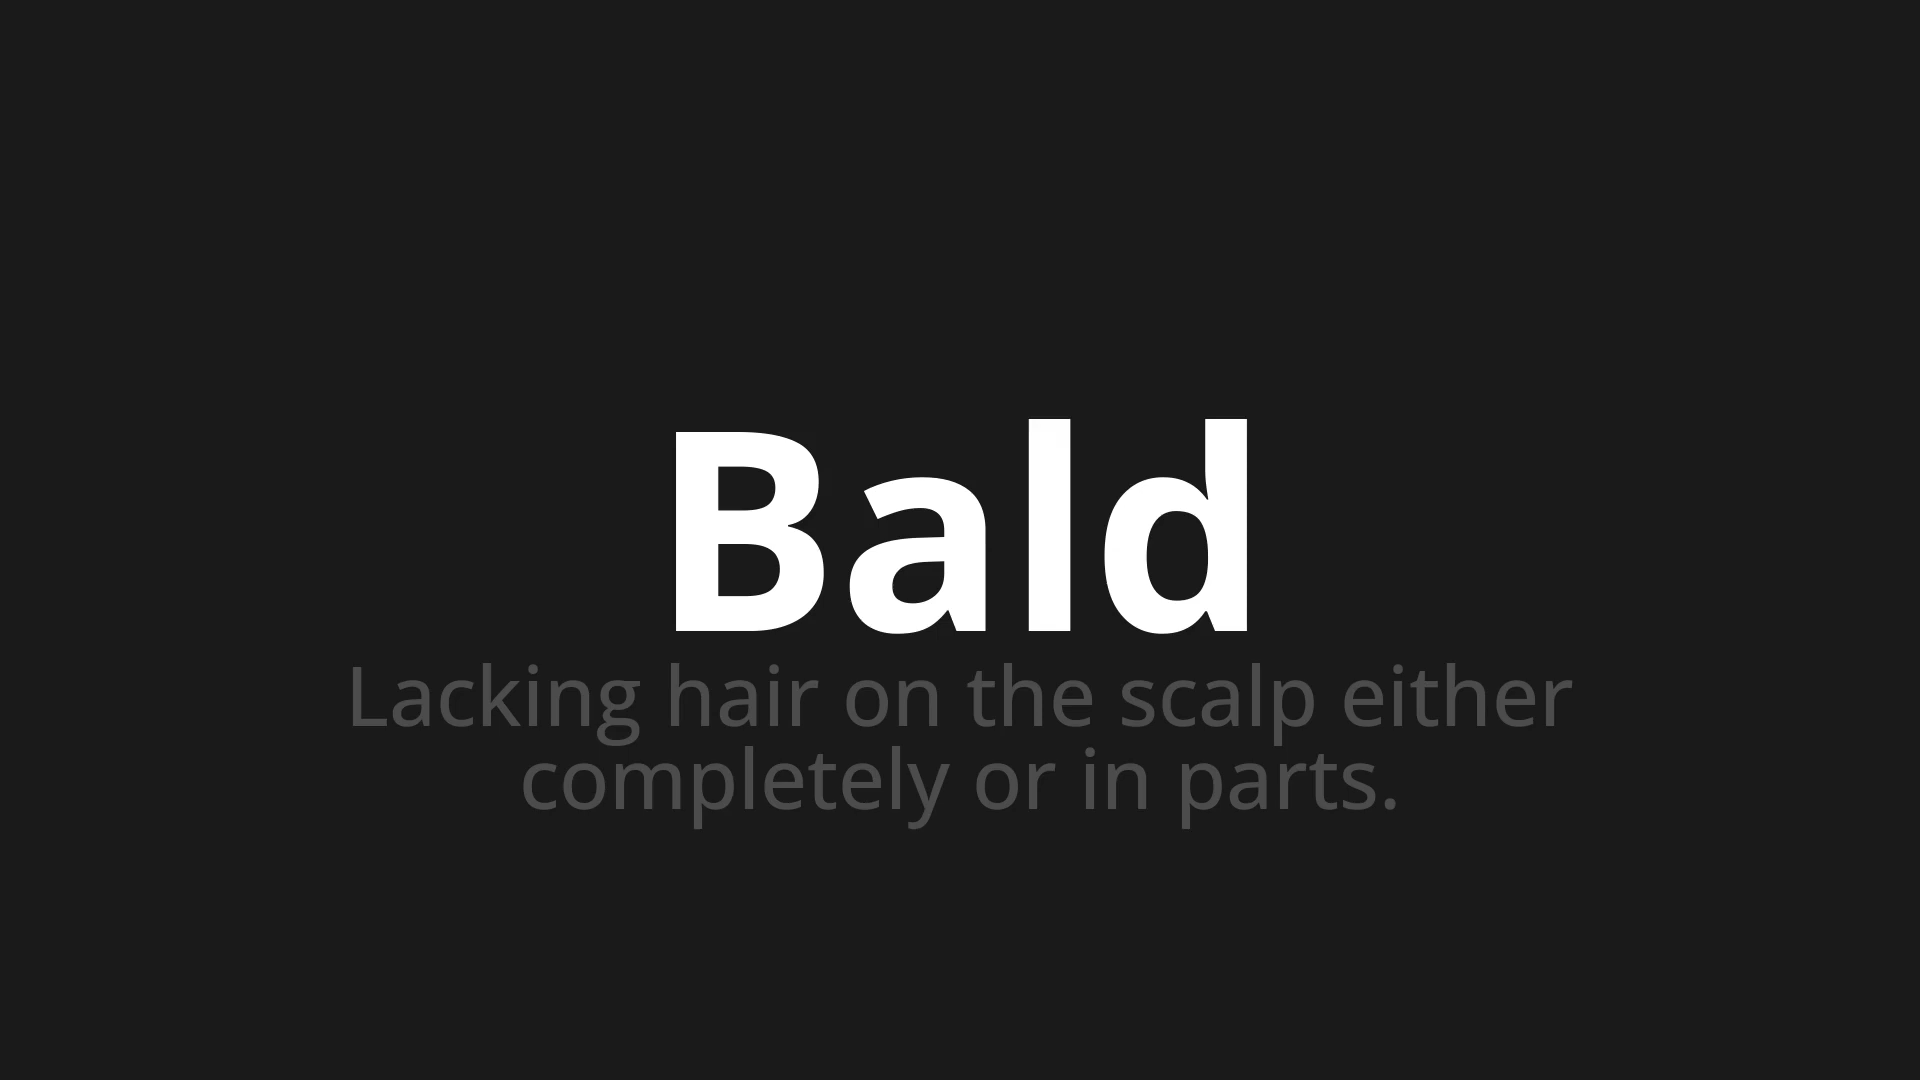 Bald
Lacking hair on the scalp either
completely or in parts.